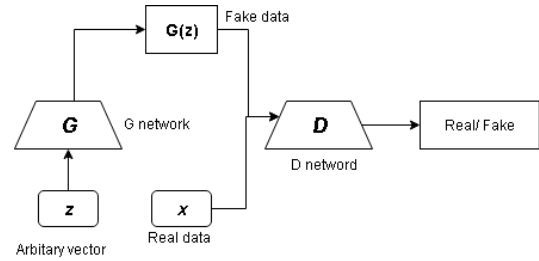 Fake data
G(z)
G
G network
D
Real/ Fake
D netword
z
x
Arbitary vector
Real data